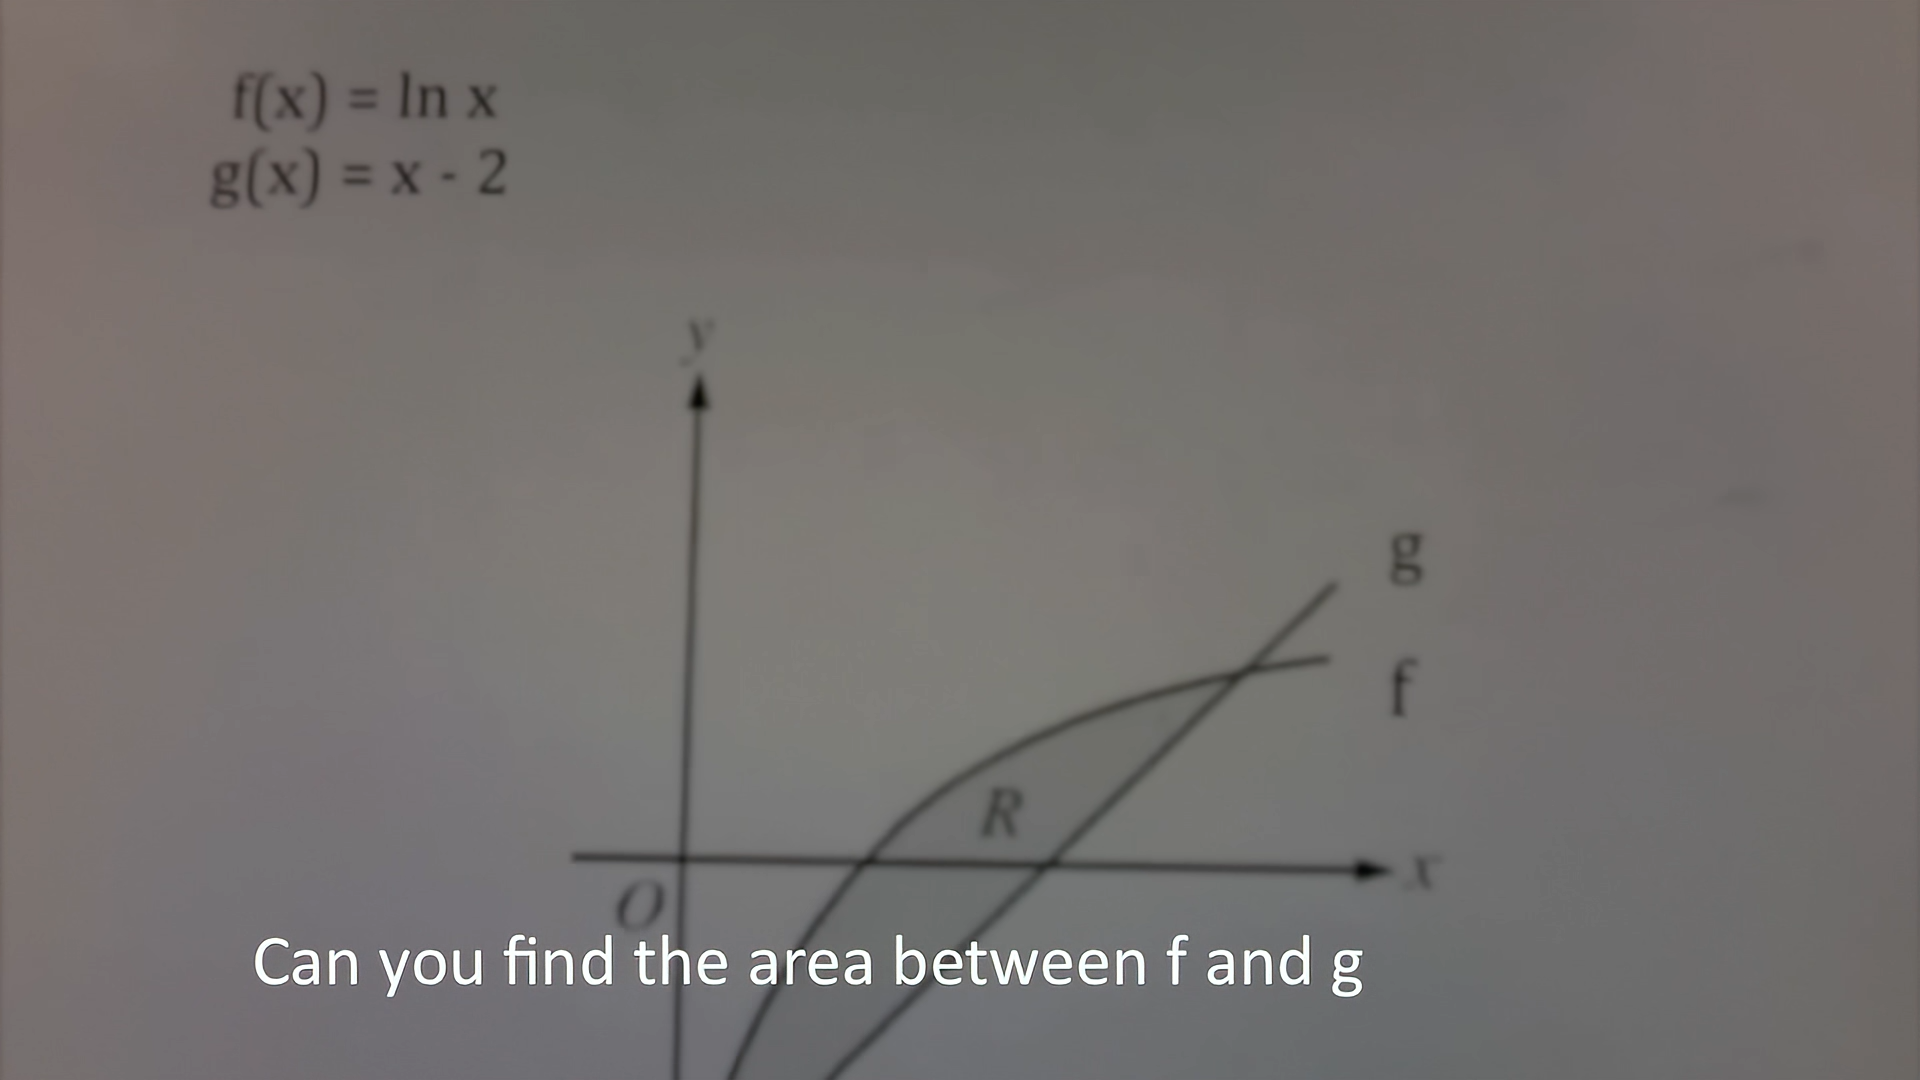 f(x) = ln x
g(x) = x - 2
y
g
f
R
x
O
Can you find the area between f and g